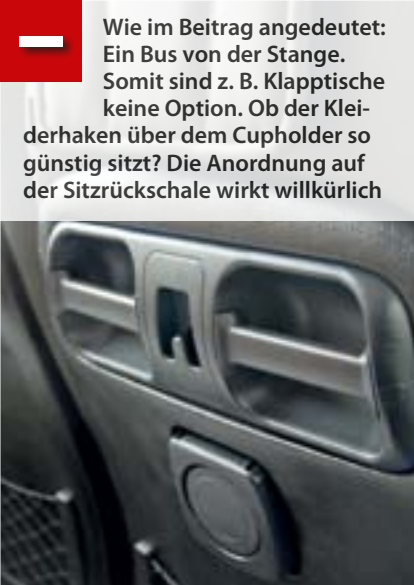 Wie im Beitrag angedeutet:
Ein Bus von der Stange.
Somit sind z. B. Klapptische
keine Option. Ob der Klei-
derhaken über dem Cupholder so
günstig sitzt? Die Anordnung auf
der Sitzrückschale wirkt willkürlich